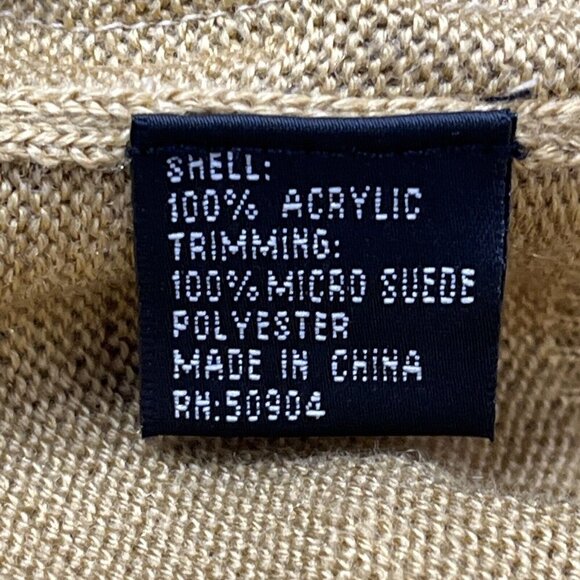 SHELL:
100% ACRYLIC
TRIMMING:
100% MICRO SUEDE
POLYESTER
MADE IN CHINA
RN:50904